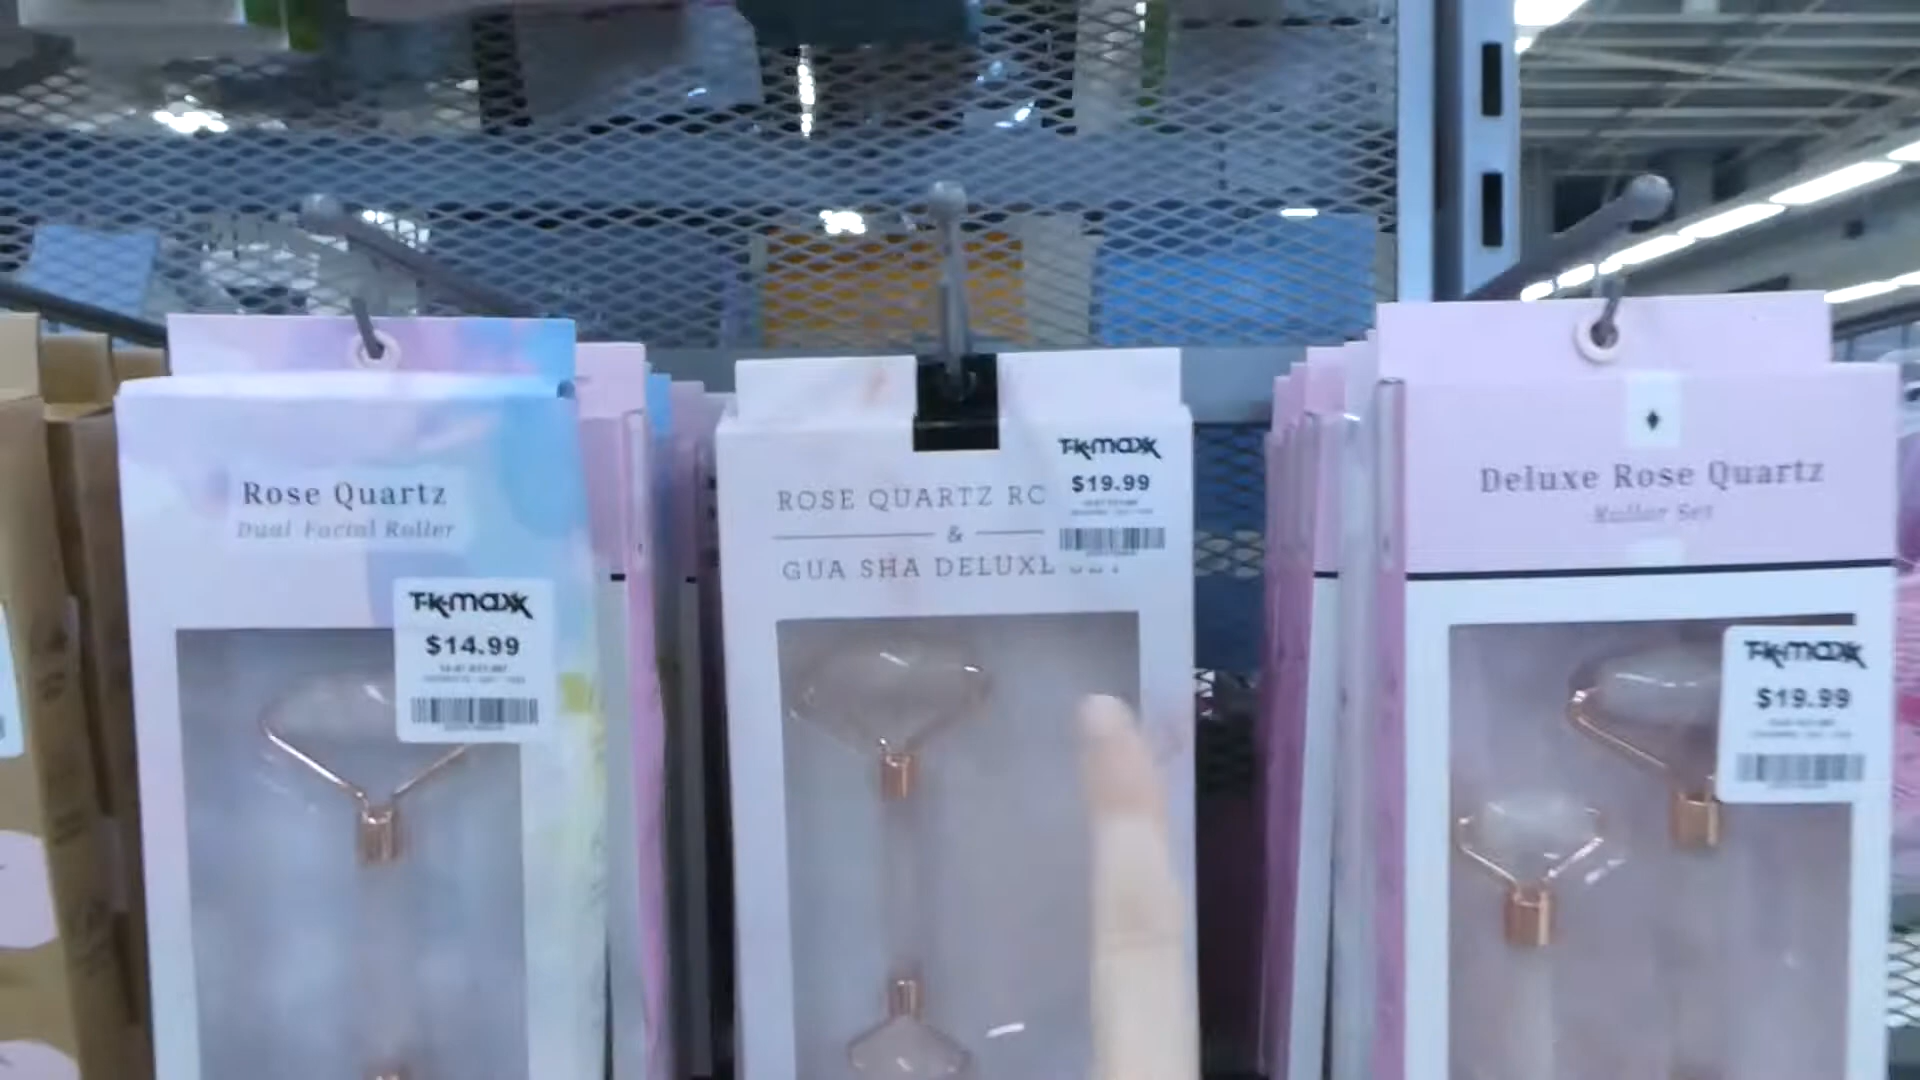 Rose Quartz
Dual Facial Roller
TK maxx
$14.99
ROSE QUARTZ
&
GUA SHA DELUXE
TK maxx
$19.99
Deluxe Rose Quartz
Roller Set
TK maxx
$19.99